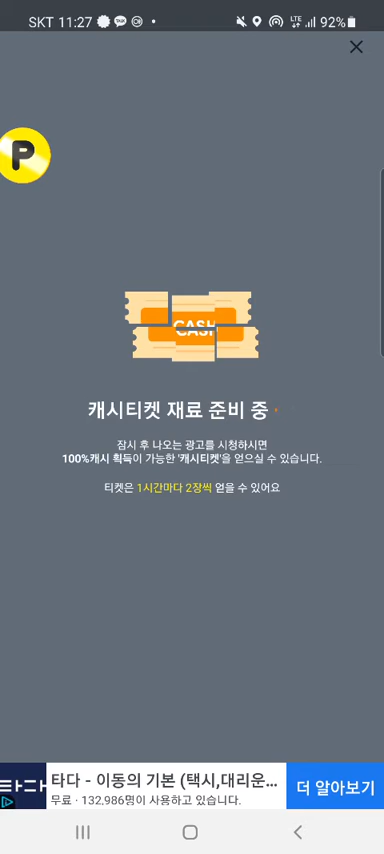 SKT 11:27
LTE
92%
P
CASH
캐시티켓 재료 준비 중
잠시 후 나오는 광고를 시청하시면
100%캐시 획득이 가능한 '캐시티켓'을 얻으실 수 있습니다.
티켓은 1시간마다 2장씩 얻을 수 있어요
타다 - 이동의 기본 (택시,대리운...
무료 · 132,986명이 사용하고 있습니다.
더 알아보기